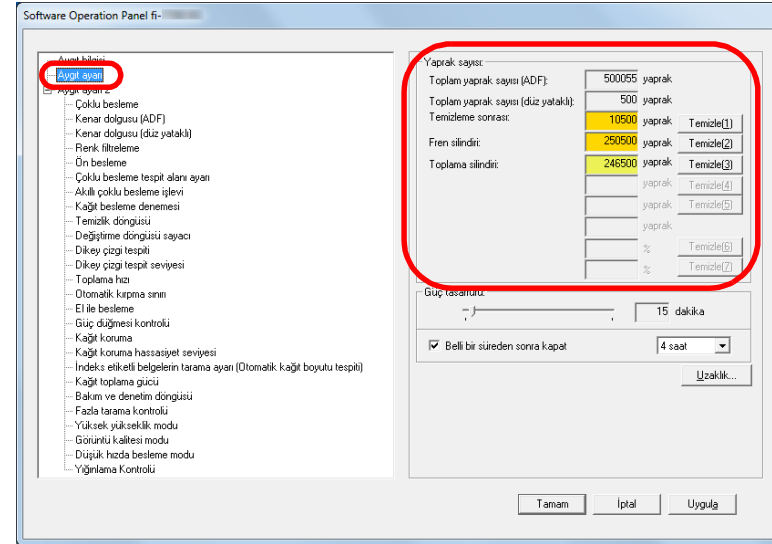 Software Operation Panel fi-
Aygıt bilgisi
Aygıt ayarı
Aygıt ayarı 2
Çoklu besleme
Kenar dolgusu (ADF)
Kenar dolgusu (düz yataklı)
Renk filtreleme
Ön besleme
Çoklu besleme tespit alanı ayarı
Akıllı çoklu besleme işlevi
Kağıt besleme denemesi
Temizlik döngüsü
Değiştirme döngüsü sayacı
Dikey çizgi tespiti
Dikey çizgi tespit seviyesi
Toplama hızı
Otomatik kırpma sınırı
El ile besleme
Güç düğmesi kontrolü
Kağıt koruma
Kağıt koruma hassasiyet seviyesi
İndeks etiketli belgelerin tarama ayarı (Otomatik kağıt boyutu tespiti)
Kağıt toplama gücü
Bakım ve denetim döngüsü
Fazla tarama kontrolü
Yüksek yükseklik modu
Görüntü kalitesi modu
Düşük hızda besleme modu
Yığınlama Kontrolü
Yaprak sayısı:
Toplam yaprak sayısı (ADF): 500055 yaprak
Toplam yaprak sayısı (düz yataklı): 500 yaprak
Temizleme sonrası: 10500 yaprak Temizle(1)
Fren silindiri: 250500 yaprak Temizle(2)
Toplama silindiri: 246500 yaprak Temizle(3)
yaprak Temizle(4)
yaprak Temizle(5)
yaprak
% Temizle(6)
% Temizle(7)
Güç tasarrufu:
15 dakika
Belli bir süreden sonra kapat 4 saat
Uzaklık...
Tamam İptal Uygula